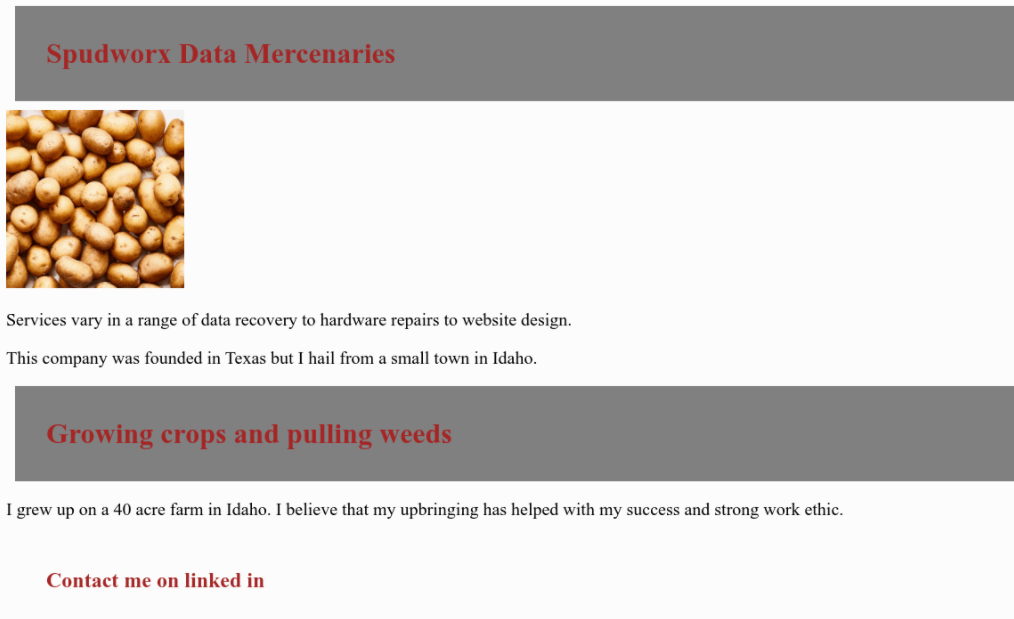 Spudworx Data Mercenaries
Services vary in a range of data recovery to hardware repairs to website design.
This company was founded in Texas but I hail from a small town in Idaho.
Growing crops and pulling weeds
I grew up on a 40 acre farm in Idaho. I believe that my upbringing has helped with my success and strong work ethic.
Contact me on linked in